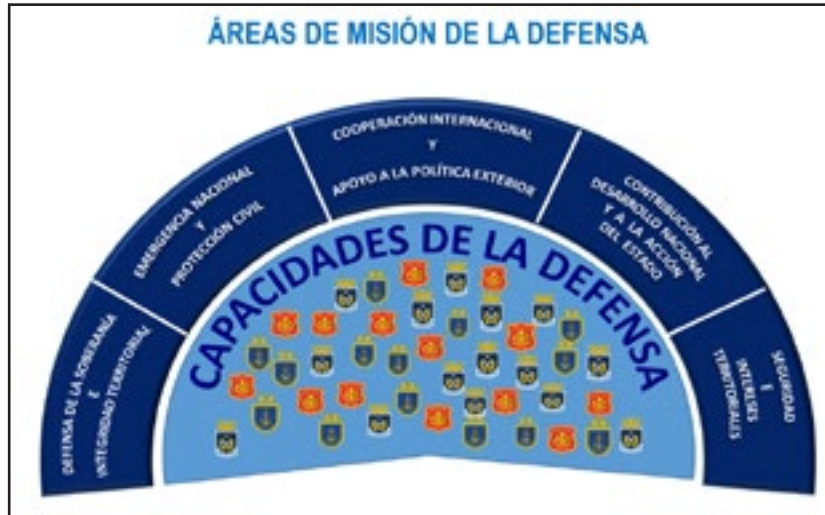 ÁREAS DE MISIÓN DE LA DEFENSA
DEFENSA DE LA SOBERANÍA
E
INTEGRIDAD TERRITORIAL
EMERGENCIA NACIONAL
Y
PROTECCIÓN CIVIL
COOPERACIÓN INTERNACIONAL
Y
APOYO A LA POLÍTICA EXTERIOR
CONTRIBUCIÓN AL
DESARROLLO NACIONAL
Y A LA ACCIÓN
DEL ESTADO
SEGURIDAD
E
INTERESES
TERRITORIALES
CAPACIDADES DE LA DEFENSA